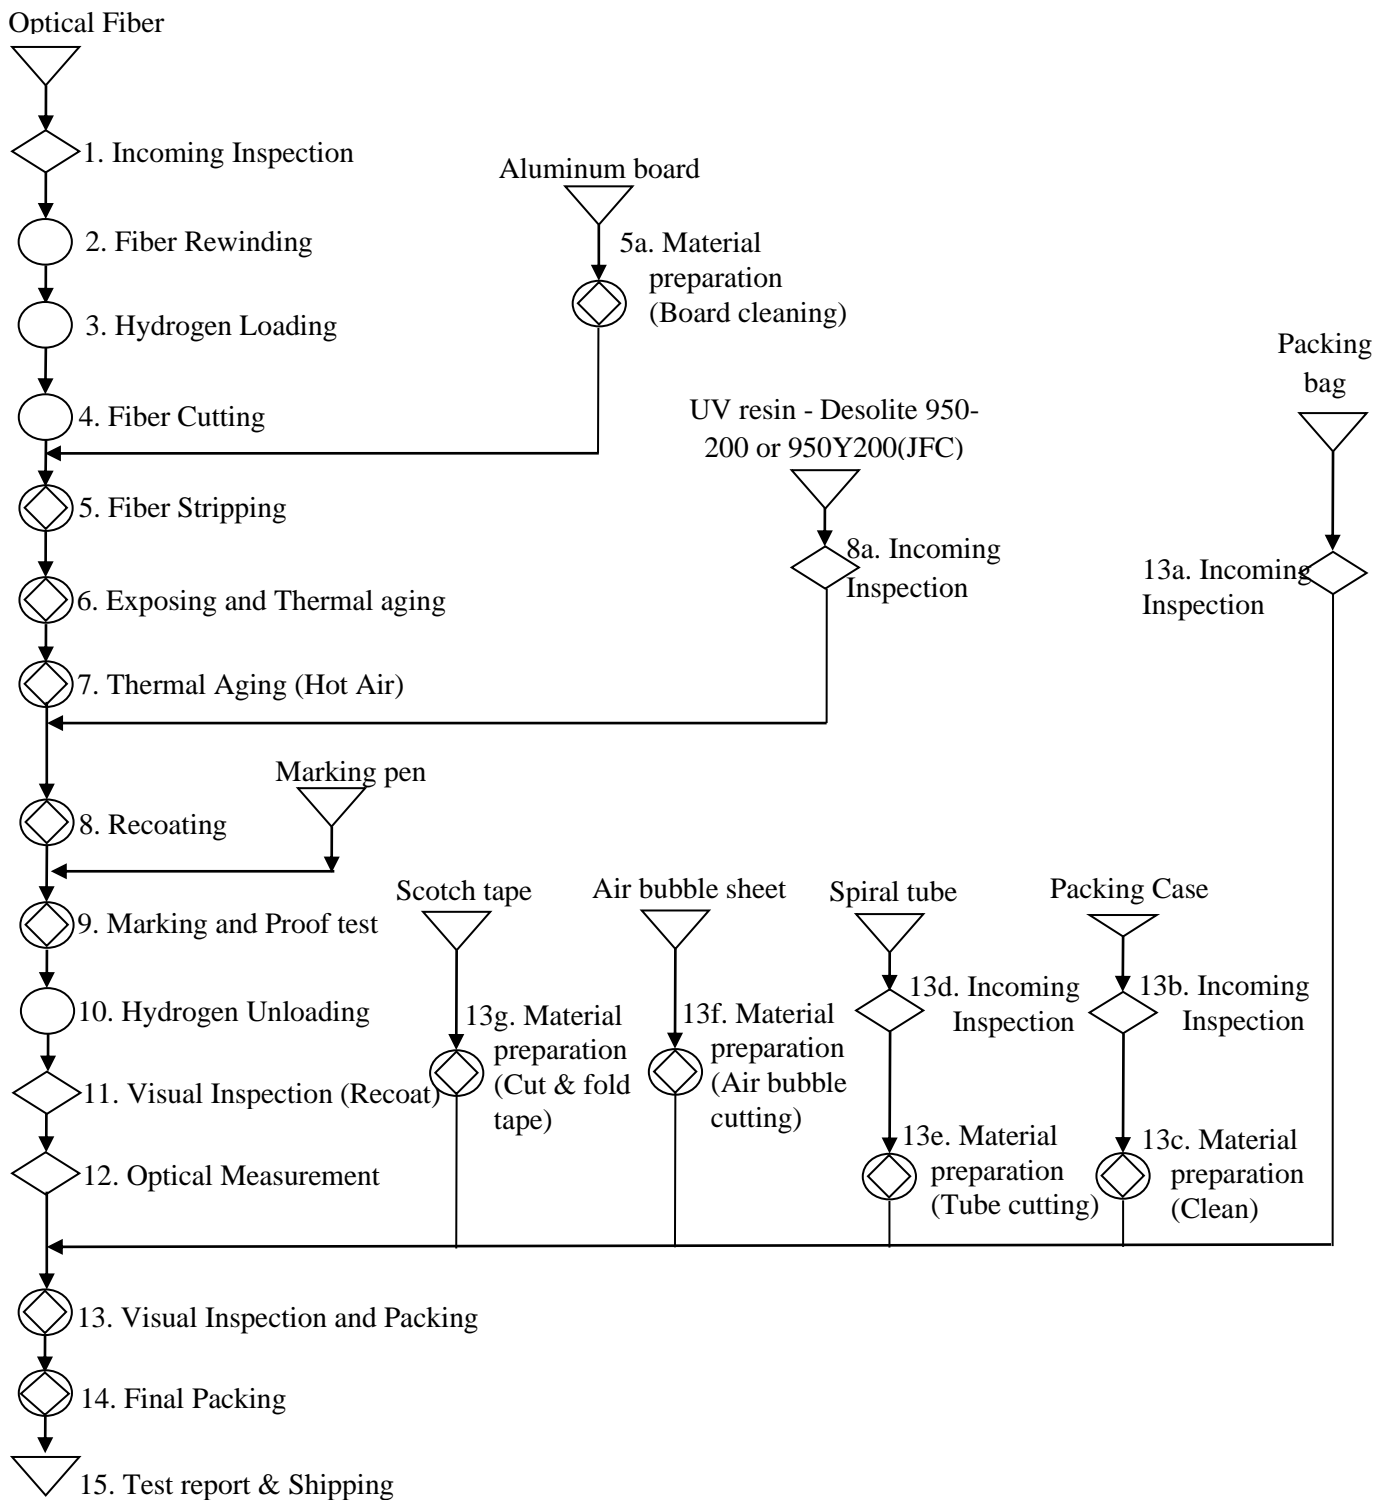 Optical Fiber
1. Incoming Inspection
Aluminum board
2. Fiber Rewinding
5a. Material
preparation
(Board cleaning)
3. Hydrogen Loading
Packing
bag
4. Fiber Cutting
UV resin - Desolite 950-
200 or 950Y200(JFC)
5. Fiber Stripping
8a. Incoming
Inspection
13a. Incoming
Inspection
6. Exposing and Thermal aging
7. Thermal Aging (Hot Air)
Marking pen
8. Recoating
Scotch tape
Air bubble sheet
Spiral tube
Packing Case
9. Marking and Proof test
13d. Incoming
Inspection
13b. Incoming
Inspection
10. Hydrogen Unloading
13g. Material
preparation
(Cut & fold
tape)
13f. Material
preparation
(Air bubble
cutting)
11. Visual Inspection (Recoat)
13e. Material
preparation
(Tube cutting)
13c. Material
preparation
(Clean)
12. Optical Measurement
13. Visual Inspection and Packing
14. Final Packing
15. Test report & Shipping